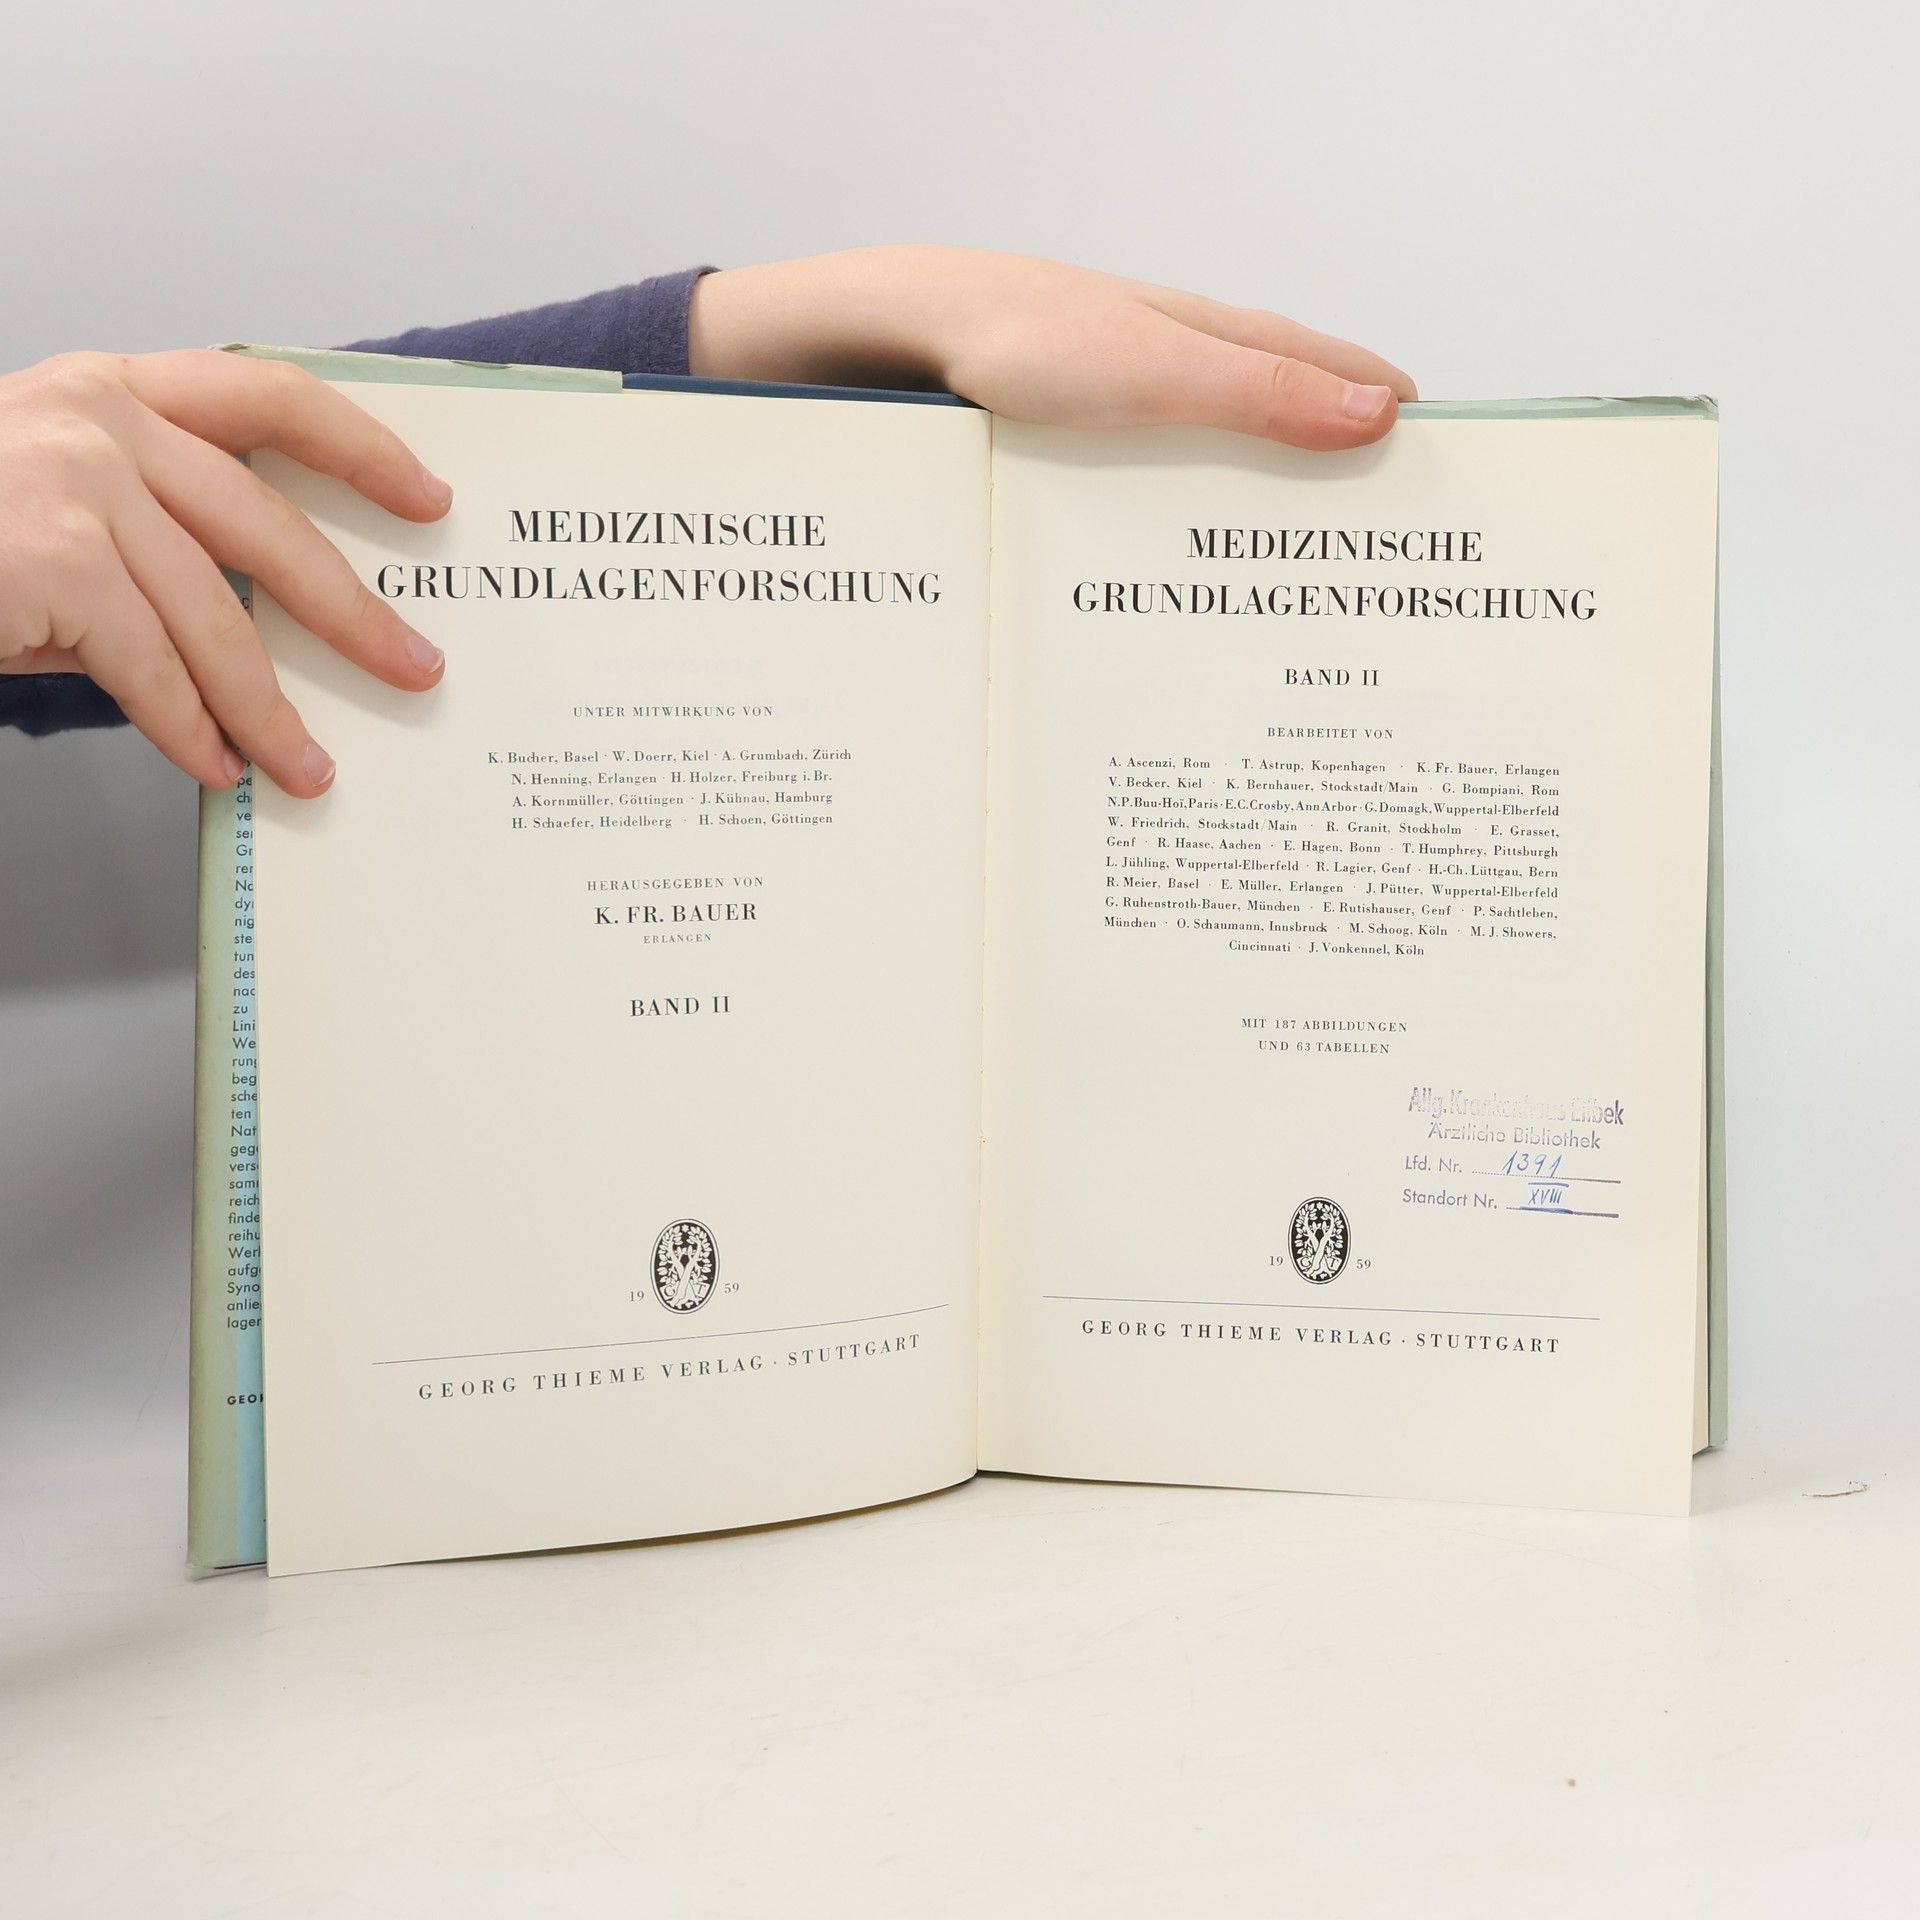 MEDIZINISCHE
GRUNDLAGENFORSCHUNG
UNTER MITWIRKUNG VON
K. Bucher, Basel · W. Doerr, Kiel · A. Grumbach, Zürich
N. Henning, Erlangen · H. Holzer, Freiburg i. Br.
A. Kornmüller, Göttingen · J. Kühnau, Hamburg
H. Schaefer, Heidelberg · H. Schoen, Göttingen
HERAUSGEGEBEN VON
K. FR. BAUER
ERLANGEN
BAND II
19 59
GEORG THIEME VERLAG · STUTTGART
MEDIZINISCHE
GRUNDLAGENFORSCHUNG
BAND II
BEARBEITET VON
A. Ascenzi, Rom · T. Astrup, Kopenhagen · K. Fr. Bauer, Erlangen
V. Becker, Kiel · K. Bernhauer, Stockstadt/Main · G. Bompiani, Rom
N.P. Buu-Hoï, Paris · E.C. Crosby, Ann Arbor · G. Domagk, Wuppertal-Elberfeld
W. Friedrich, Stockstadt/Main · R. Granit, Stockholm · E. Grasset,
Genf · R. Haase, Aachen · E. Hagen, Bonn · T. Humphrey, Pittsburgh
L. Jühling, Wuppertal-Elberfeld · R. Lagier, Genf · H.-Ch. Lüttgau, Bern
R. Meier, Basel · E. Müller, Erlangen · J. Pütter, Wuppertal-Elberfeld
G. Ruhenstroth-Bauer, München · E. Rutishauser, Genf · P. Sachtleben,
München · O. Schaumann, Innsbruck · M. Schoog, Köln · M. J. Showers,
Cincinnati · J. Vonkennel, Köln
MIT 187 ABBILDUNGEN
UND 63 TABELLEN
Allg. Krankenhaus Eilbek
Ärztliche Bibliothek
Lfd. Nr. 1391
Standort Nr. XVIII
19 59
GEORG THIEME VERLAG · STUTTGART